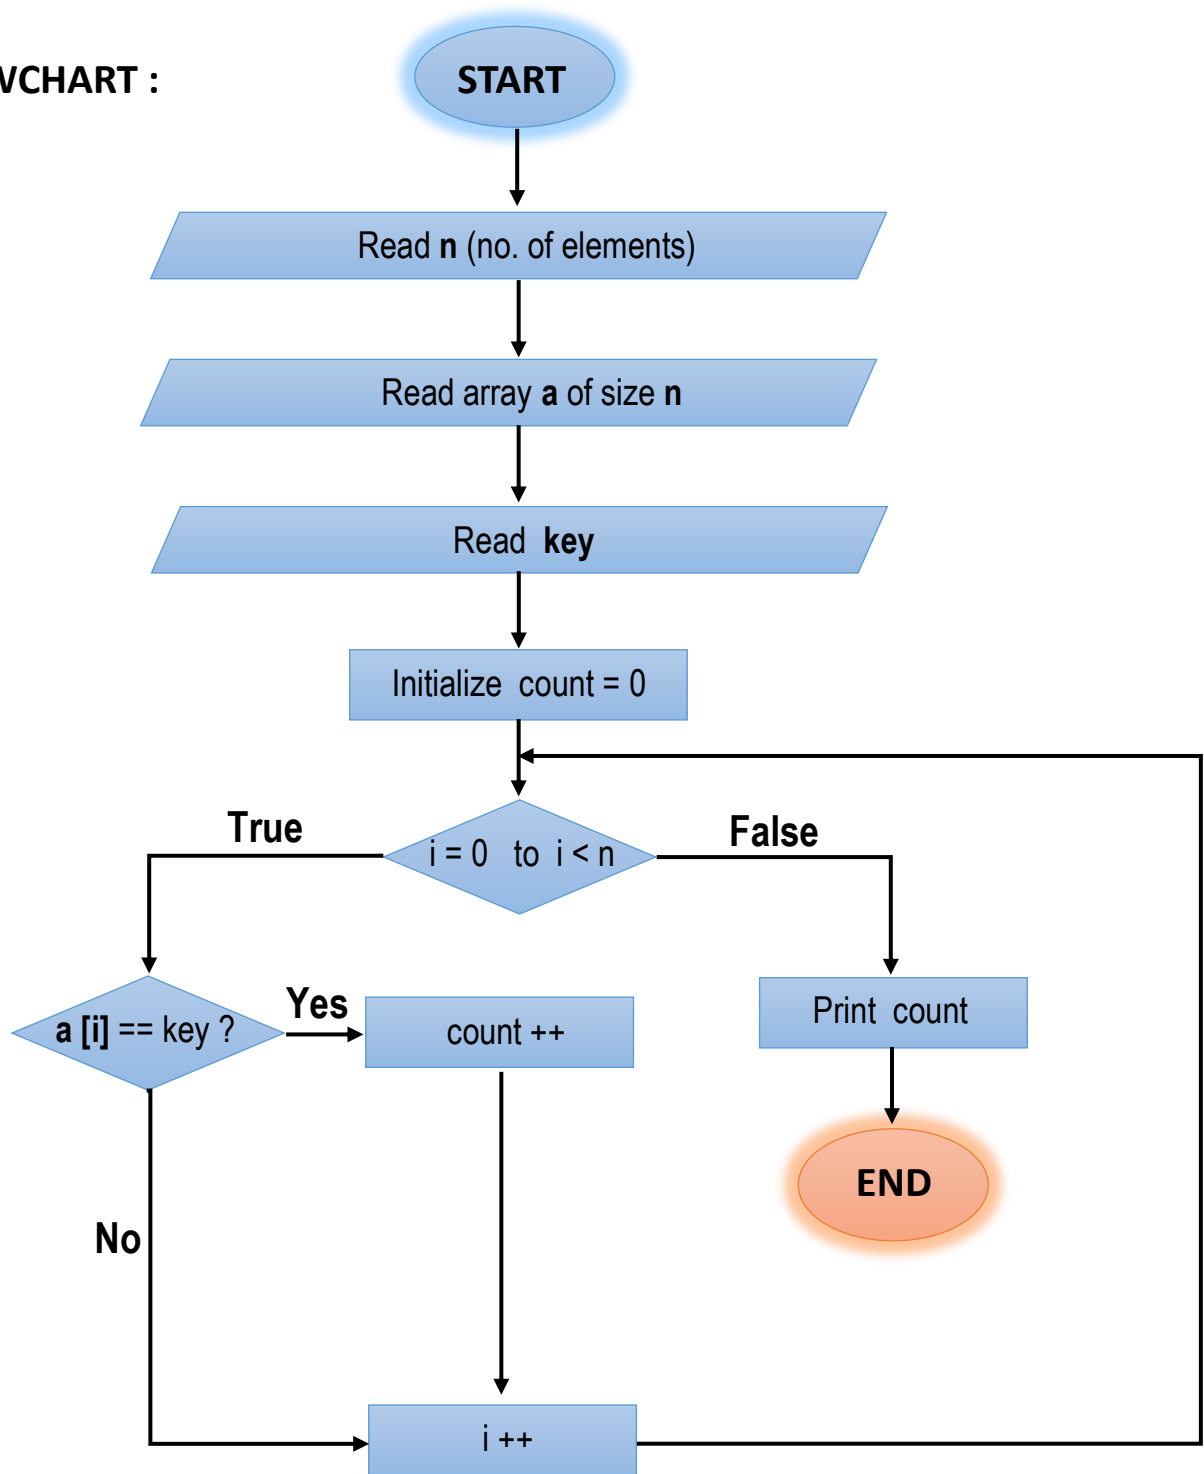 WCHART :
START
Read n (no. of elements)
Read array a of size n
Read key
Initialize count = 0
True
False
i = 0 to i < n
a [i] == key ?
Yes
count ++
Print count
No
END
i ++